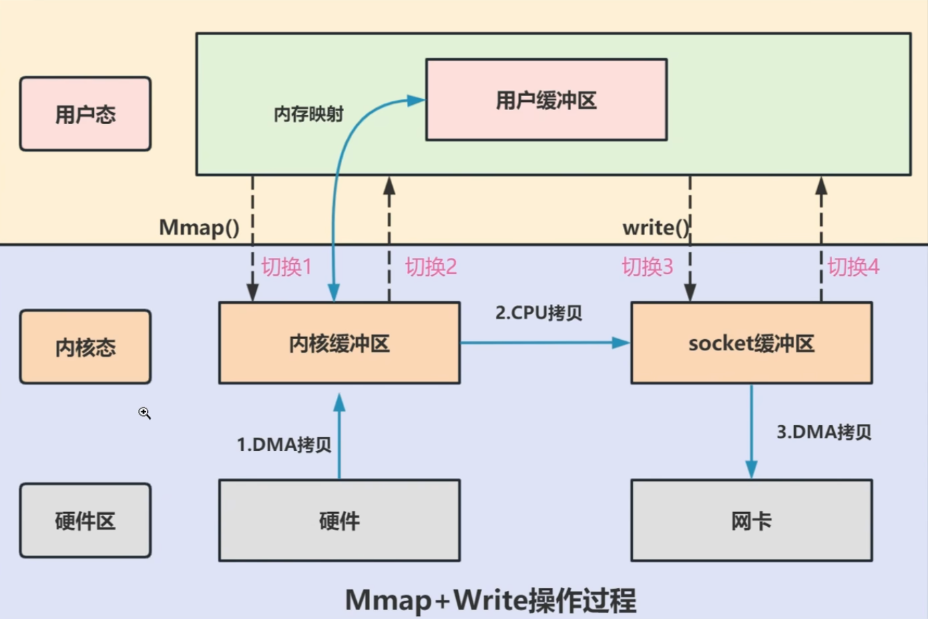 用户态
内存映射
用户缓冲区
Mmap()
write()
切换1
切换2
切换3
切换4
内核态
内核缓冲区
2.CPU拷贝
socket缓冲区
1.DMA拷贝
3.DMA拷贝
硬件区
硬件
网卡
Mmap+Write操作过程